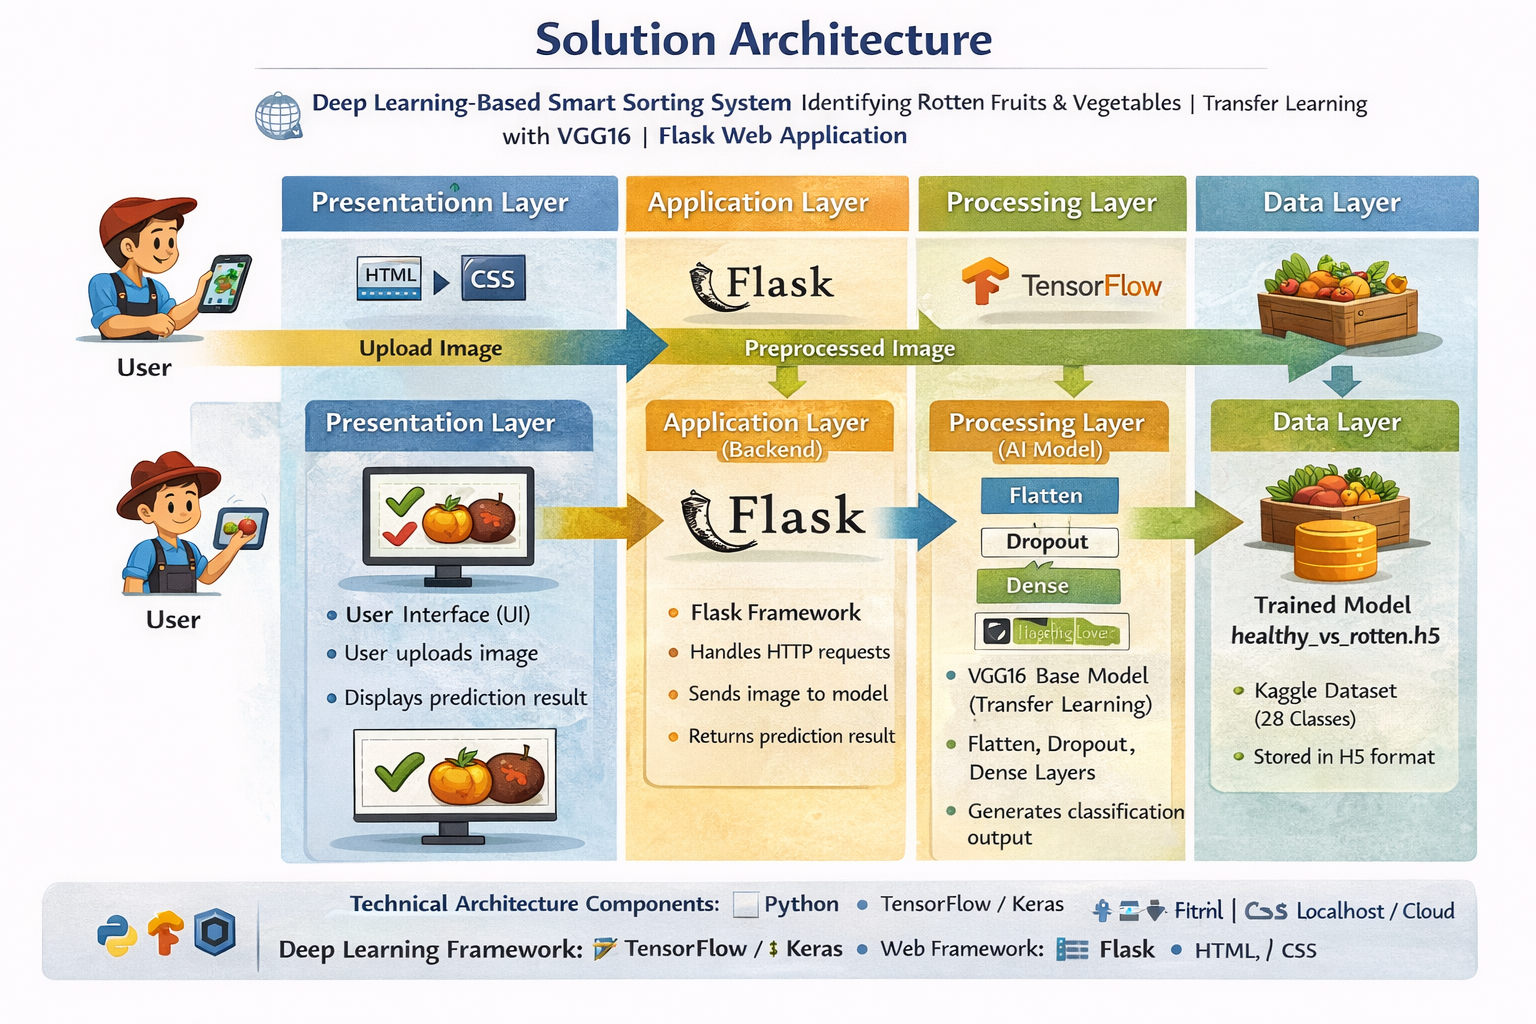 Solution Architecture
Deep Learning-Based Smart Sorting System Identifying Rotten Fruits & Vegetables | Transfer Learning
with VGG16 | Flask Web Application
Presentationn Layer
Application Layer
Processing Layer
Data Layer
HTML
CSS
Flask
TensorFlow
Upload Image
Preprocessed Image
User
Presentation Layer
Application Layer
(Backend)
Processing Layer
(AI Model)
Data Layer
Flask
Flatten
Dropout
Dense
User
• User Interface (UI)
• User uploads image
• Displays prediction result
• Flask Framework
• Handles HTTP requests
• Sends image to model
• Returns prediction result
• VGG16 Base Model
(Transfer Learning)
• Flatten, Dropout,
Dense Layers
• Generates classification
output
Trained Model
healthy_vs_rotten.h5
• Kaggle Dataset
(28 Classes)
• Stored in H5 format
Technical Architecture Components: Python • TensorFlow / Keras | Localhost / Cloud
Deep Learning Framework: TensorFlow / Keras • Web Framework: Flask • HTML, / CSS